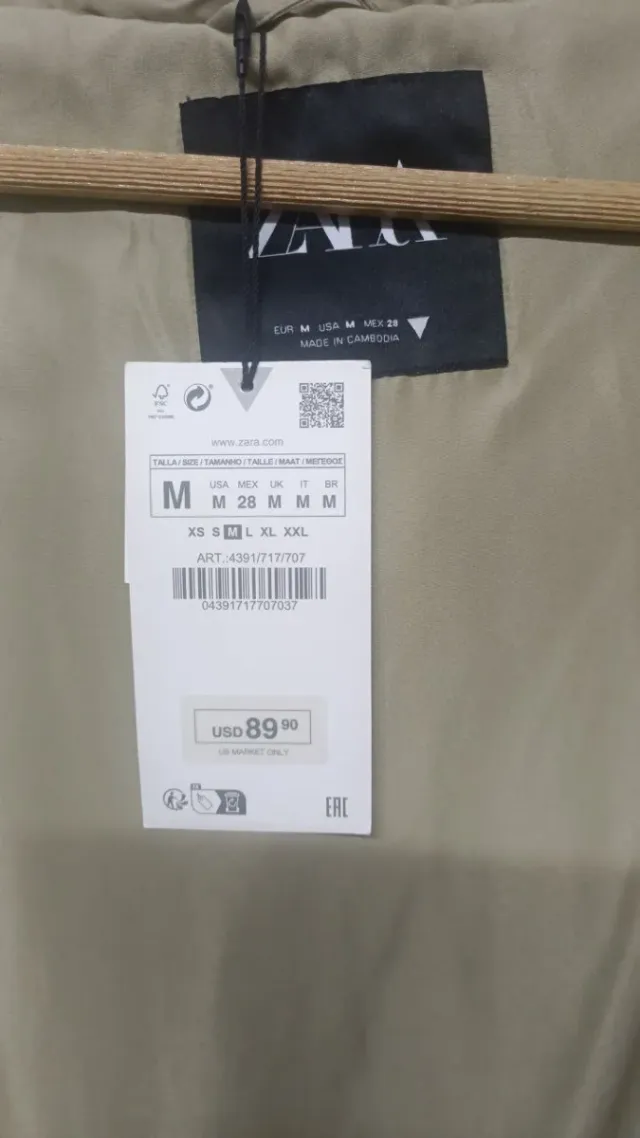 ZARA
EUR M USA M MEX 28
MADE IN CAMBODIA
FSC
www.zara.com
TALLA / SIZE / TAMANHO / TAILLE / MAAT / ΜΕΓΕΘΟΣ
USA MEX UK IT BR
M M 28 M M M
XS S M L XL XXL
ART.:4391/717/707
04391717707037
USD 89 90
US MARKET ONLY
FR
EAC